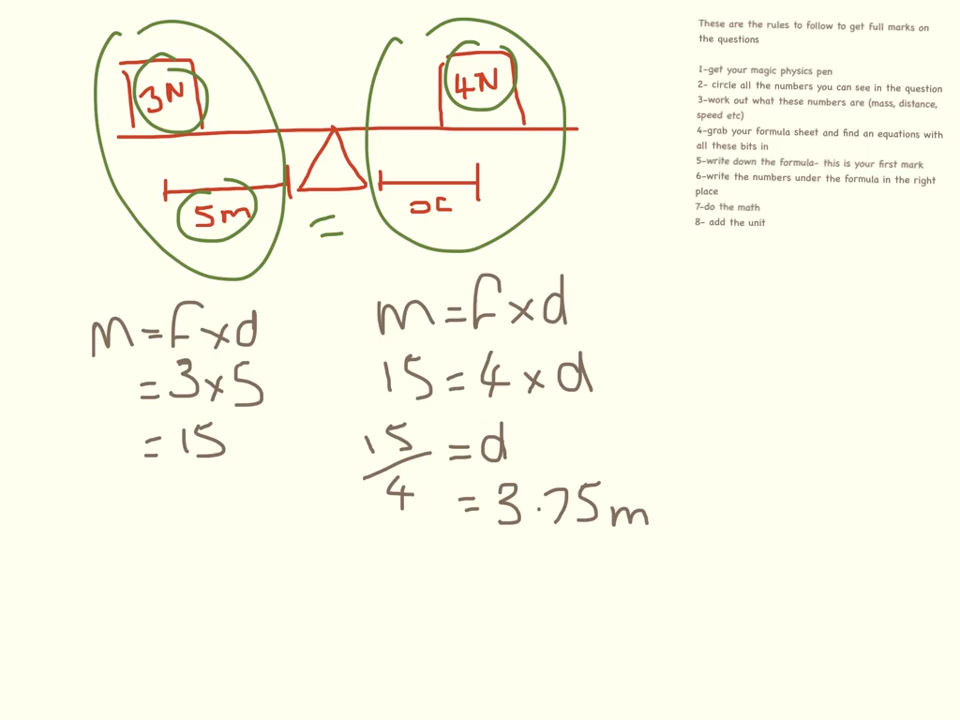 3N
4N
5m
=
x
These are the rules to follow to get full marks on
the questions
1-get your magic physics pen
2- circle all the numbers you can see in the question
3-work out what these numbers are (mass, distance,
speed etc)
4-grab your formula sheet and find an equations with
all these bits in
5-write down the formula- this is your first mark
6-write the numbers under the formula in the right
place
7-do the math
8- add the unit
m=Fxd
=3x5
=15
m=Fxd
15=4xd
15/4=d
=3.75m